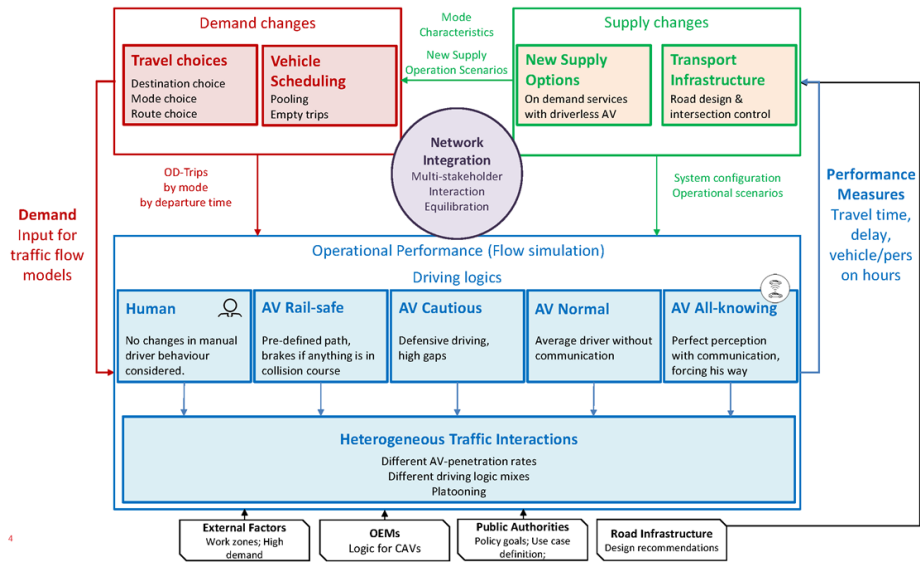 Demand changes
Travel choices
Destination choice
Mode choice
Route choice
Vehicle
Scheduling
Pooling
Empty trips
Mode
Characteristics
New Supply
Operation Scenarios
Supply changes
New Supply
Options
On demand services
with driverless AV
Transport
Infrastructure
Road design &
intersection control
Network
Integration
Multi-stakeholder
Interaction
Equilibration
OD-Trips
by mode
by departure time
System configuration
Operational scenarios
Demand
Input for
traffic flow
models
Performance
Measures
Travel time,
delay,
vehicle/pers
on hours
Operational Performance (Flow simulation)
Driving logics
Human
No changes in manual
driver behaviour
considered.
AV Rail-safe
Pre-defined path,
brakes if anything is in
collision course
AV Cautious
Defensive driving,
high gaps
AV Normal
Average driver without
communication
AV All-knowing
Perfect perception
with communication,
forcing his way
Heterogeneous Traffic Interactions
Different AV-penetration rates
Different driving logic mixes
Platooning
External Factors
Work zones; High
demand
OEMs
Logic for CAVs
Public Authorities
Policy goals; Use case
definition;
Road Infrastructure
Design recommendations
4